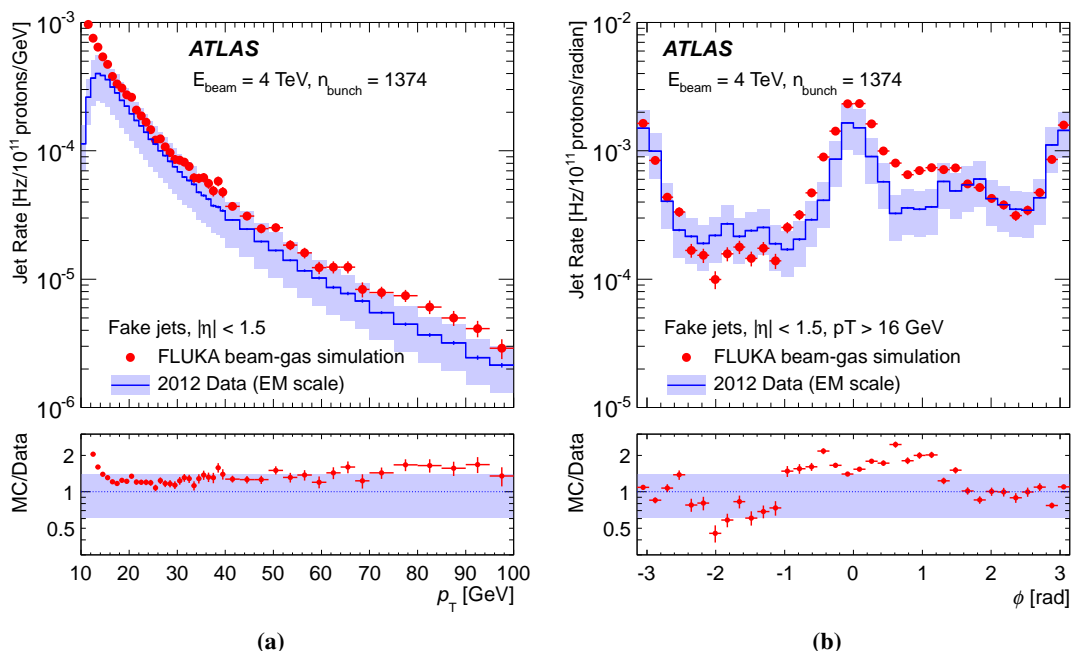 Jet Rate [Hz/10^11 protons/GeV]
10^-3
10^-4
10^-5
10^-6
ATLAS
E_beam = 4 TeV, n_bunch = 1374
Fake jets, |η| < 1.5
FLUKA beam-gas simulation
2012 Data (EM scale)
MC/Data
2
1
0.5
10 20 30 40 50 60 70 80 90 100
p_T [GeV]
(a)
Jet Rate [Hz/10^11 protons/radian]
10^-2
10^-3
10^-4
10^-5
ATLAS
E_beam = 4 TeV, n_bunch = 1374
Fake jets, |η| < 1.5, pT > 16 GeV
FLUKA beam-gas simulation
2012 Data (EM scale)
MC/Data
2
1
0.5
-3 -2 -1 0 1 2 3
ϕ [rad]
(b)